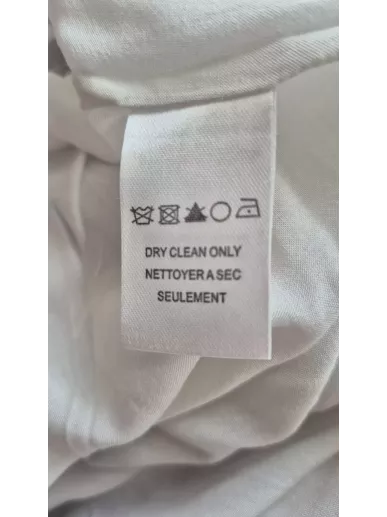 DRY CLEAN ONLY
NETTOYER A SEC
SEULEMENT